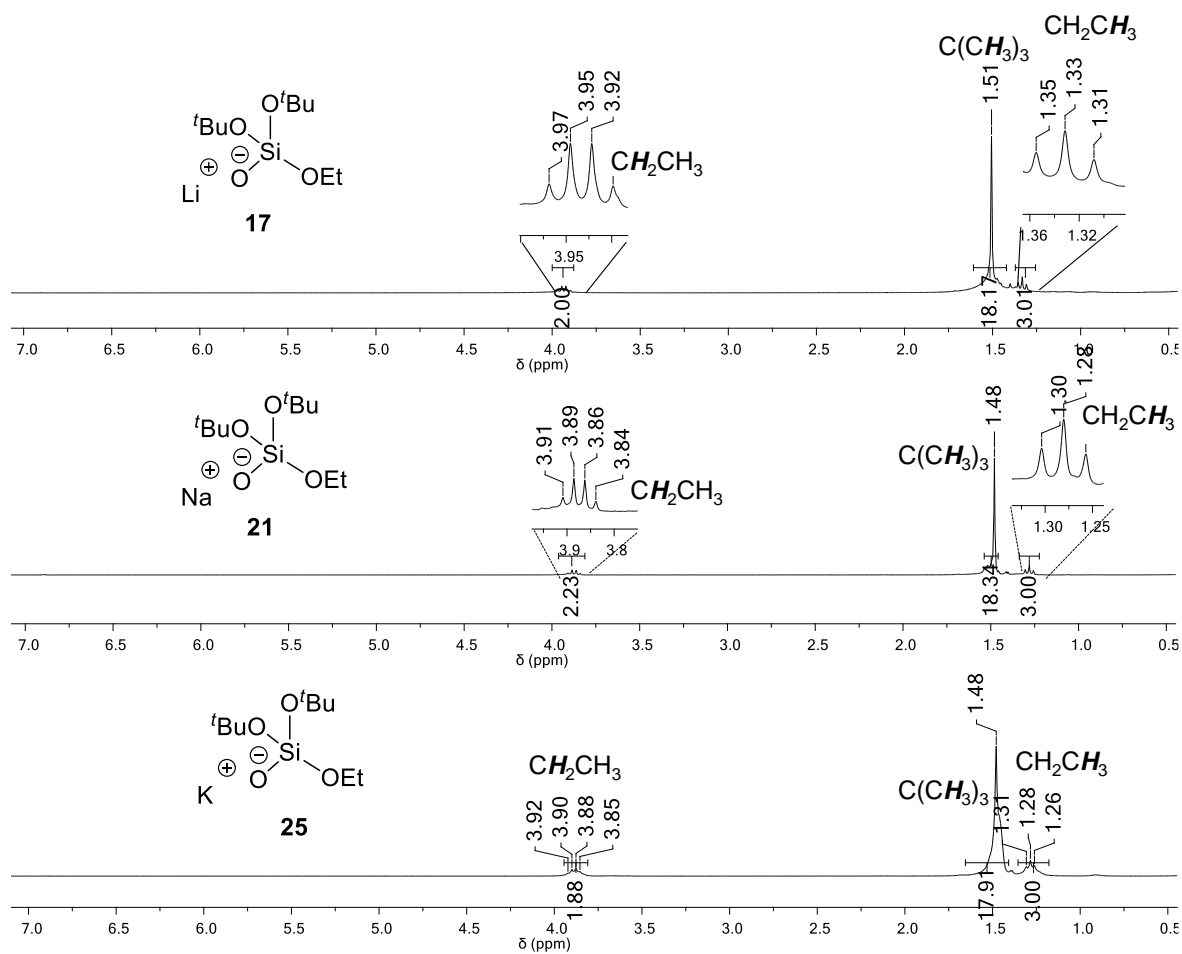 C(CH₃)₃
CH₂CH₃
3.97
3.95
3.92
CH₂CH₃
1.51
1.35
1.33
1.31
OᵗBu
ᵗBuO
Si
⊖
⊕
Li
O
OEt
17
3.95
1.36
1.32
2.00
18.17
3.01
7.0 6.5 6.0 5.5 5.0 4.5 4.0 3.5 3.0 2.5 2.0 1.5 1.0 0.5
δ (ppm)
OᵗBu
ᵗBuO
Si
⊖
⊕
Na
O
OEt
21
3.91
3.89
3.86
3.84
CH₂CH₃
C(CH₃)₃
1.48
1.30
1.28
CH₂CH₃
3.9
3.8
1.30
1.25
2.23
18.34
3.00
7.0 6.5 6.0 5.5 5.0 4.5 4.0 3.5 3.0 2.5 2.0 1.5 1.0 0.5
δ (ppm)
OᵗBu
ᵗBuO
Si
⊖
⊕
K
O
OEt
25
CH₂CH₃
3.92
3.90
3.88
3.85
C(CH₃)₃
1.48
CH₂CH₃
1.31
1.28
1.26
1.88
17.91
3.00
7.0 6.5 6.0 5.5 5.0 4.5 4.0 3.5 3.0 2.5 2.0 1.5 1.0 0.5
δ (ppm)